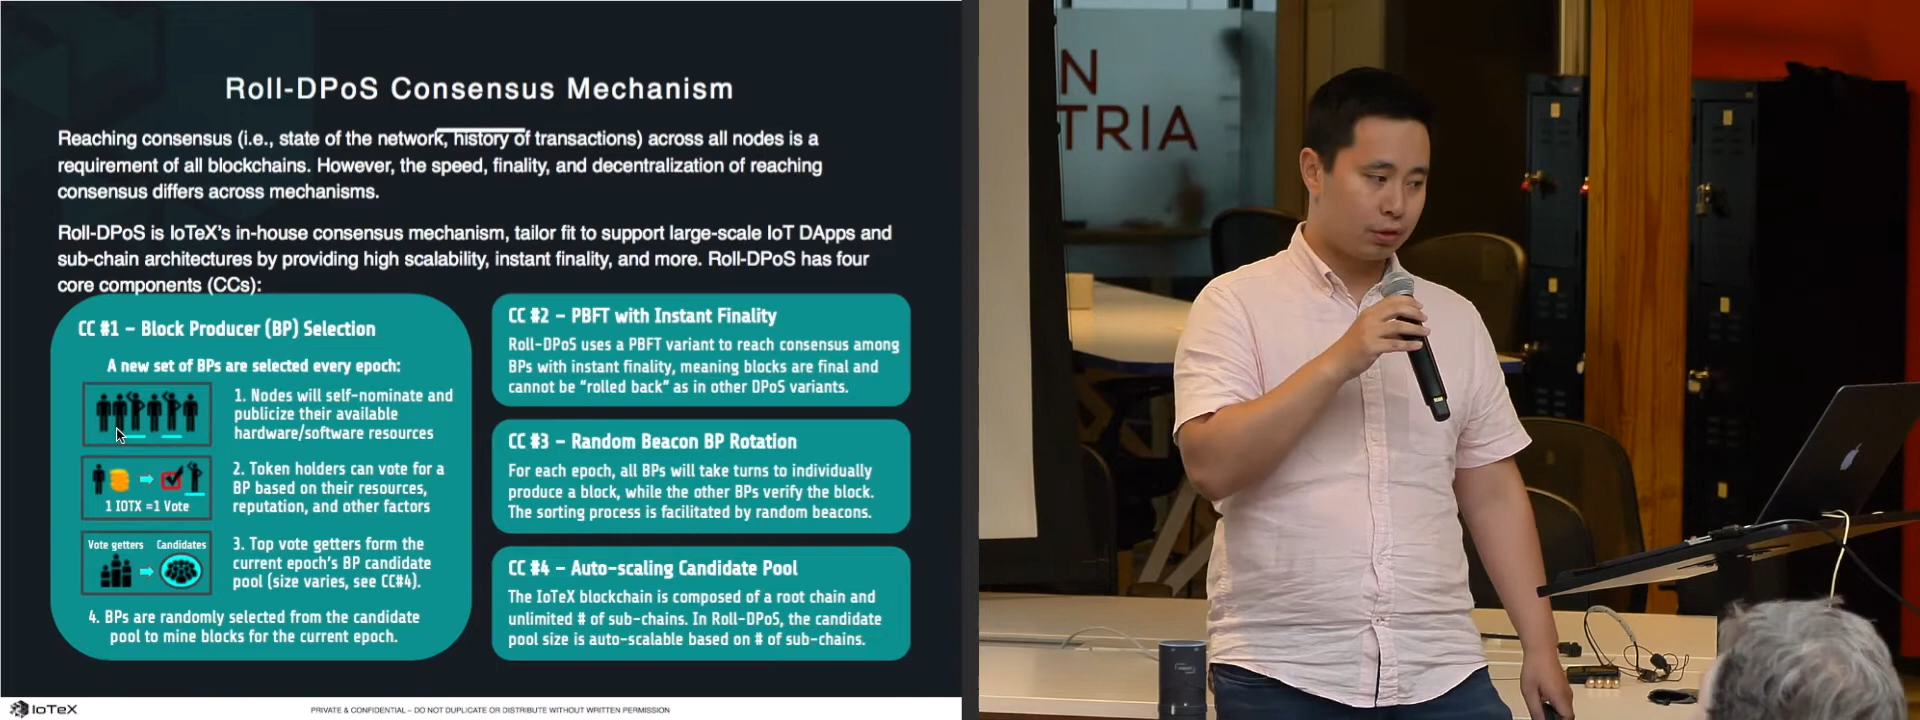 Roll-DPoS Consensus Mechanism
Reaching consensus (i.e., state of the network, history of transactions) across all nodes is a
requirement of all blockchains. However, the speed, finality, and decentralization of reaching
consensus differs across mechanisms.
Roll-DPoS is IoTeX's in-house consensus mechanism, tailor fit to support large-scale IoT DApps and
sub-chain architectures by providing high scalability, instant finality, and more. Roll-DPoS has four
core components (CCs):
CC #1 – Block Producer (BP) Selection
A new set of BPs are selected every epoch:
1. Nodes will self-nominate and
publicize their available
hardware/software resources
1 IOTX =1 Vote
2. Token holders can vote for a
BP based on their resources,
reputation, and other factors
Vote getters Candidates
3. Top vote getters form the
current epoch's BP candidate
pool (size varies, see CC#4).
4. BPs are randomly selected from the candidate
pool to mine blocks for the current epoch.
CC #2 – PBFT with Instant Finality
Roll-DPoS uses a PBFT variant to reach consensus among
BPs with instant finality, meaning blocks are final and
cannot be "rolled back" as in other DPoS variants.
CC #3 – Random Beacon BP Rotation
For each epoch, all BPs will take turns to individually
produce a block, while the other BPs verify the block.
The sorting process is facilitated by random beacons.
CC #4 – Auto-scaling Candidate Pool
The IoTeX blockchain is composed of a root chain and
unlimited # of sub-chains. In Roll-DPoS, the candidate
pool size is auto-scalable based on # of sub-chains.
IoTeX
PRIVATE & CONFIDENTIAL – DO NOT DUPLICATE OR DISTRIBUTE WITHOUT WRITTEN PERMISSION
N
TRIA